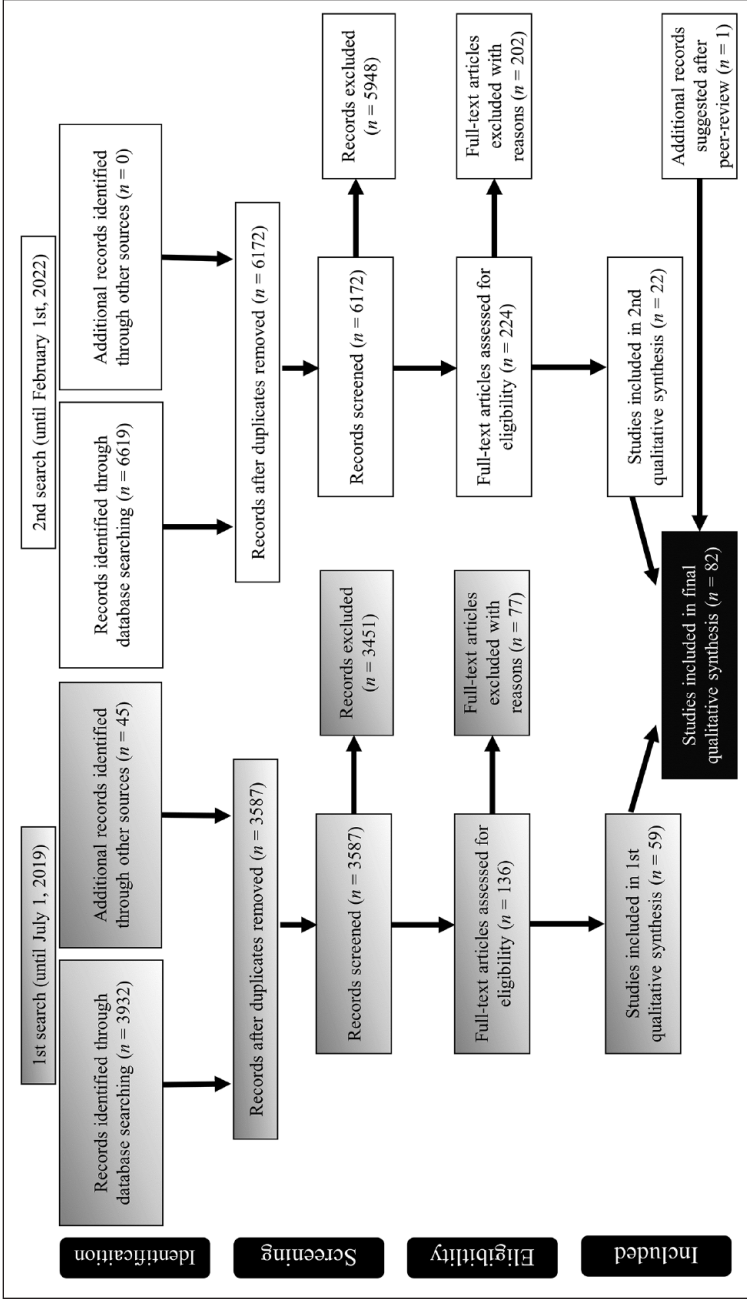 1st search (until July 1, 2019)
2nd search (until February 1st, 2022)
Identificaition
Records identified through
database searching (n = 3932)
Additional records identified
through other sources (n = 45)
Records identified through
database searching (n = 6619)
Additional records identified
through other sources (n = 0)
Screening
Records after duplicates removed (n = 3587)
Records after duplicates removed (n = 6172)
Records screened (n = 3587)
Records excluded
(n = 3451)
Records screened (n = 6172)
Records excluded
(n = 5948)
Eligibitlity
Full-text articles assessed for
eligibility (n = 136)
Full-text articles excluded with
reasons (n = 77)
Full-text articles assessed for
eligibility (n = 224)
Full-text articles excluded with
reasons (n = 202)
Included
Studies included in 1st
qualitative synthesis (n = 59)
Studies included in 2nd
qualitative synthesis (n = 22)
Additional records
suggested after
peer-review (n = 1)
Studies included in final
qualitative synthesis (n = 82)